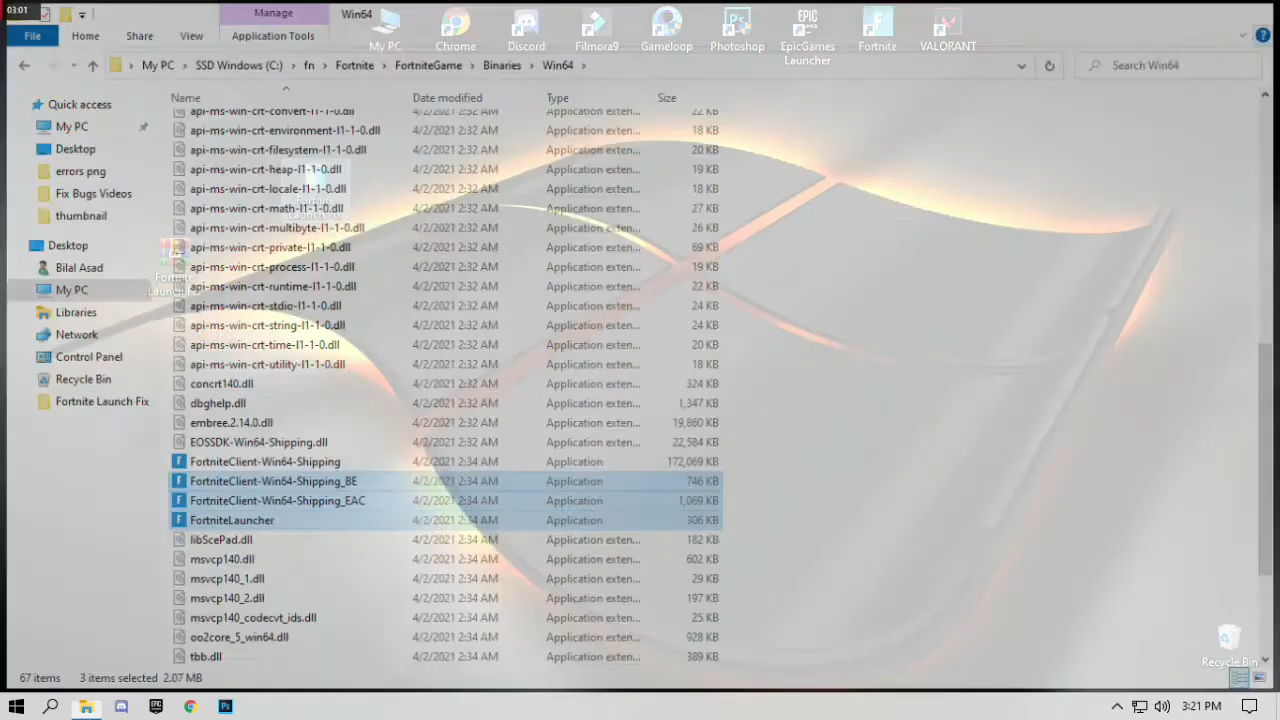 03:01
Manage
Win64
File
Home
Share
View
Application Tools
My PC
Chrome
Discord
Filmora9
Gameloop
Photoshop
EpicGames
Launcher
Fortnite
VALORANT
My PC > SSD Windows (C:) > fn > Fortnite > FortniteGame > Binaries > Win64 >
Search Win64
Name
Date modified
Type
Size
Quick access
My PC
Desktop
errors png
Fix Bugs Videos
thumbnail
Desktop
Bilal Asad
My PC
Libraries
Network
Control Panel
Recycle Bin
Fortnite Launch Fix
api-ms-win-crt-convert-l1-1-0.dll 4/2/2021 2:32 AM Application exten... 22 KB
api-ms-win-crt-environment-l1-1-0.dll 4/2/2021 2:32 AM Application exten... 18 KB
api-ms-win-crt-filesystem-l1-1-0.dll 4/2/2021 2:32 AM Application exten... 20 KB
api-ms-win-crt-heap-l1-1-0.dll 4/2/2021 2:32 AM Application exten... 19 KB
api-ms-win-crt-locale-l1-1-0.dll 4/2/2021 2:32 AM Application exten... 18 KB
api-ms-win-crt-math-l1-1-0.dll 4/2/2021 2:32 AM Application exten... 27 KB
api-ms-win-crt-multibyte-l1-1-0.dll 4/2/2021 2:32 AM Application exten... 26 KB
api-ms-win-crt-private-l1-1-0.dll 4/2/2021 2:32 AM Application exten... 69 KB
api-ms-win-crt-process-l1-1-0.dll 4/2/2021 2:32 AM Application exten... 19 KB
api-ms-win-crt-runtime-l1-1-0.dll 4/2/2021 2:32 AM Application exten... 22 KB
api-ms-win-crt-stdio-l1-1-0.dll 4/2/2021 2:32 AM Application exten... 24 KB
api-ms-win-crt-string-l1-1-0.dll 4/2/2021 2:32 AM Application exten... 24 KB
api-ms-win-crt-time-l1-1-0.dll 4/2/2021 2:32 AM Application exten... 20 KB
api-ms-win-crt-utility-l1-1-0.dll 4/2/2021 2:32 AM Application exten... 18 KB
concrt140.dll 4/2/2021 2:32 AM Application exten... 324 KB
dbghelp.dll 4/2/2021 2:32 AM Application exten... 1,347 KB
embree.2.14.0.dll 4/2/2021 2:32 AM Application exten... 19,860 KB
EOSSDK-Win64-Shipping.dll 4/2/2021 2:33 AM Application exten... 22,584 KB
FortniteClient-Win64-Shipping 4/2/2021 2:34 AM Application 172,069 KB
FortniteClient-Win64-Shipping_BE 4/2/2021 2:34 AM Application 746 KB
FortniteClient-Win64-Shipping_EAC 4/2/2021 2:34 AM Application 1,069 KB
FortniteLauncher 4/2/2021 2:34 AM Application 306 KB
libScePad.dll 4/2/2021 2:34 AM Application exten... 182 KB
msvcp140.dll 4/2/2021 2:34 AM Application exten... 602 KB
msvcp140_1.dll 4/2/2021 2:34 AM Application exten... 29 KB
msvcp140_2.dll 4/2/2021 2:34 AM Application exten... 197 KB
msvcp140_codecvt_ids.dll 4/2/2021 2:34 AM Application exten... 25 KB
oo2core_5_win64.dll 4/2/2021 2:34 AM Application exten... 928 KB
tbb.dll 4/2/2021 2:34 AM Application exten... 389 KB
Recycle Bin
67 items
3 items selected 2.07 MB
3:21 PM